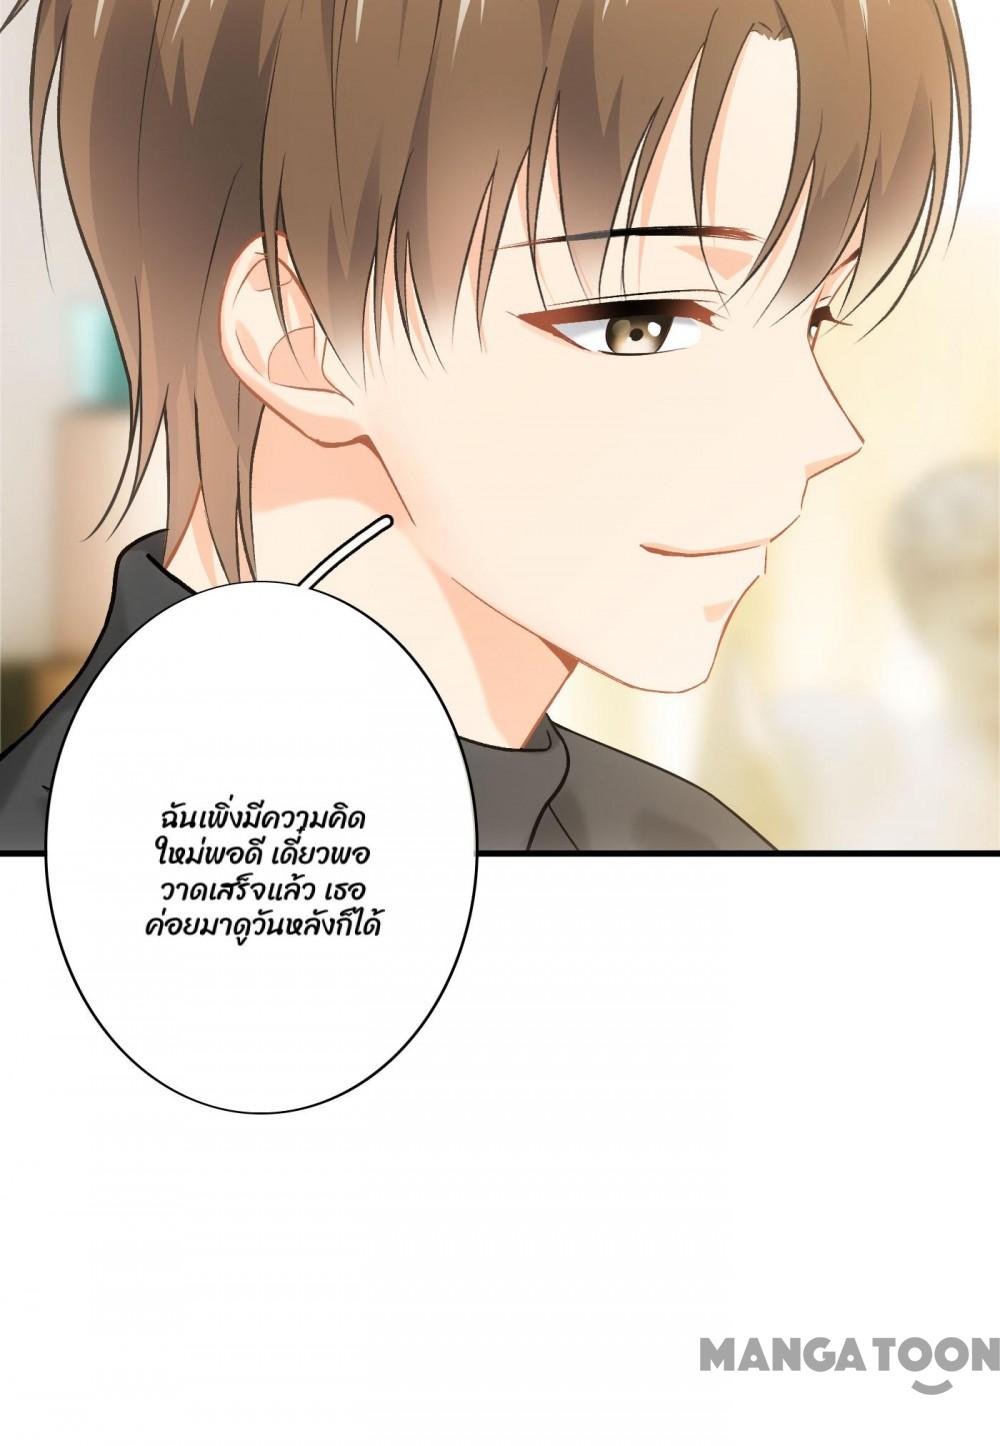 ฉันเพิ่งมีความคิด
ใหม่พอดี เดี๋ยวพอ
วาดเสร็จแล้ว เธอ
ค่อยมาดูวันหลังก็ได้
MANGATOON